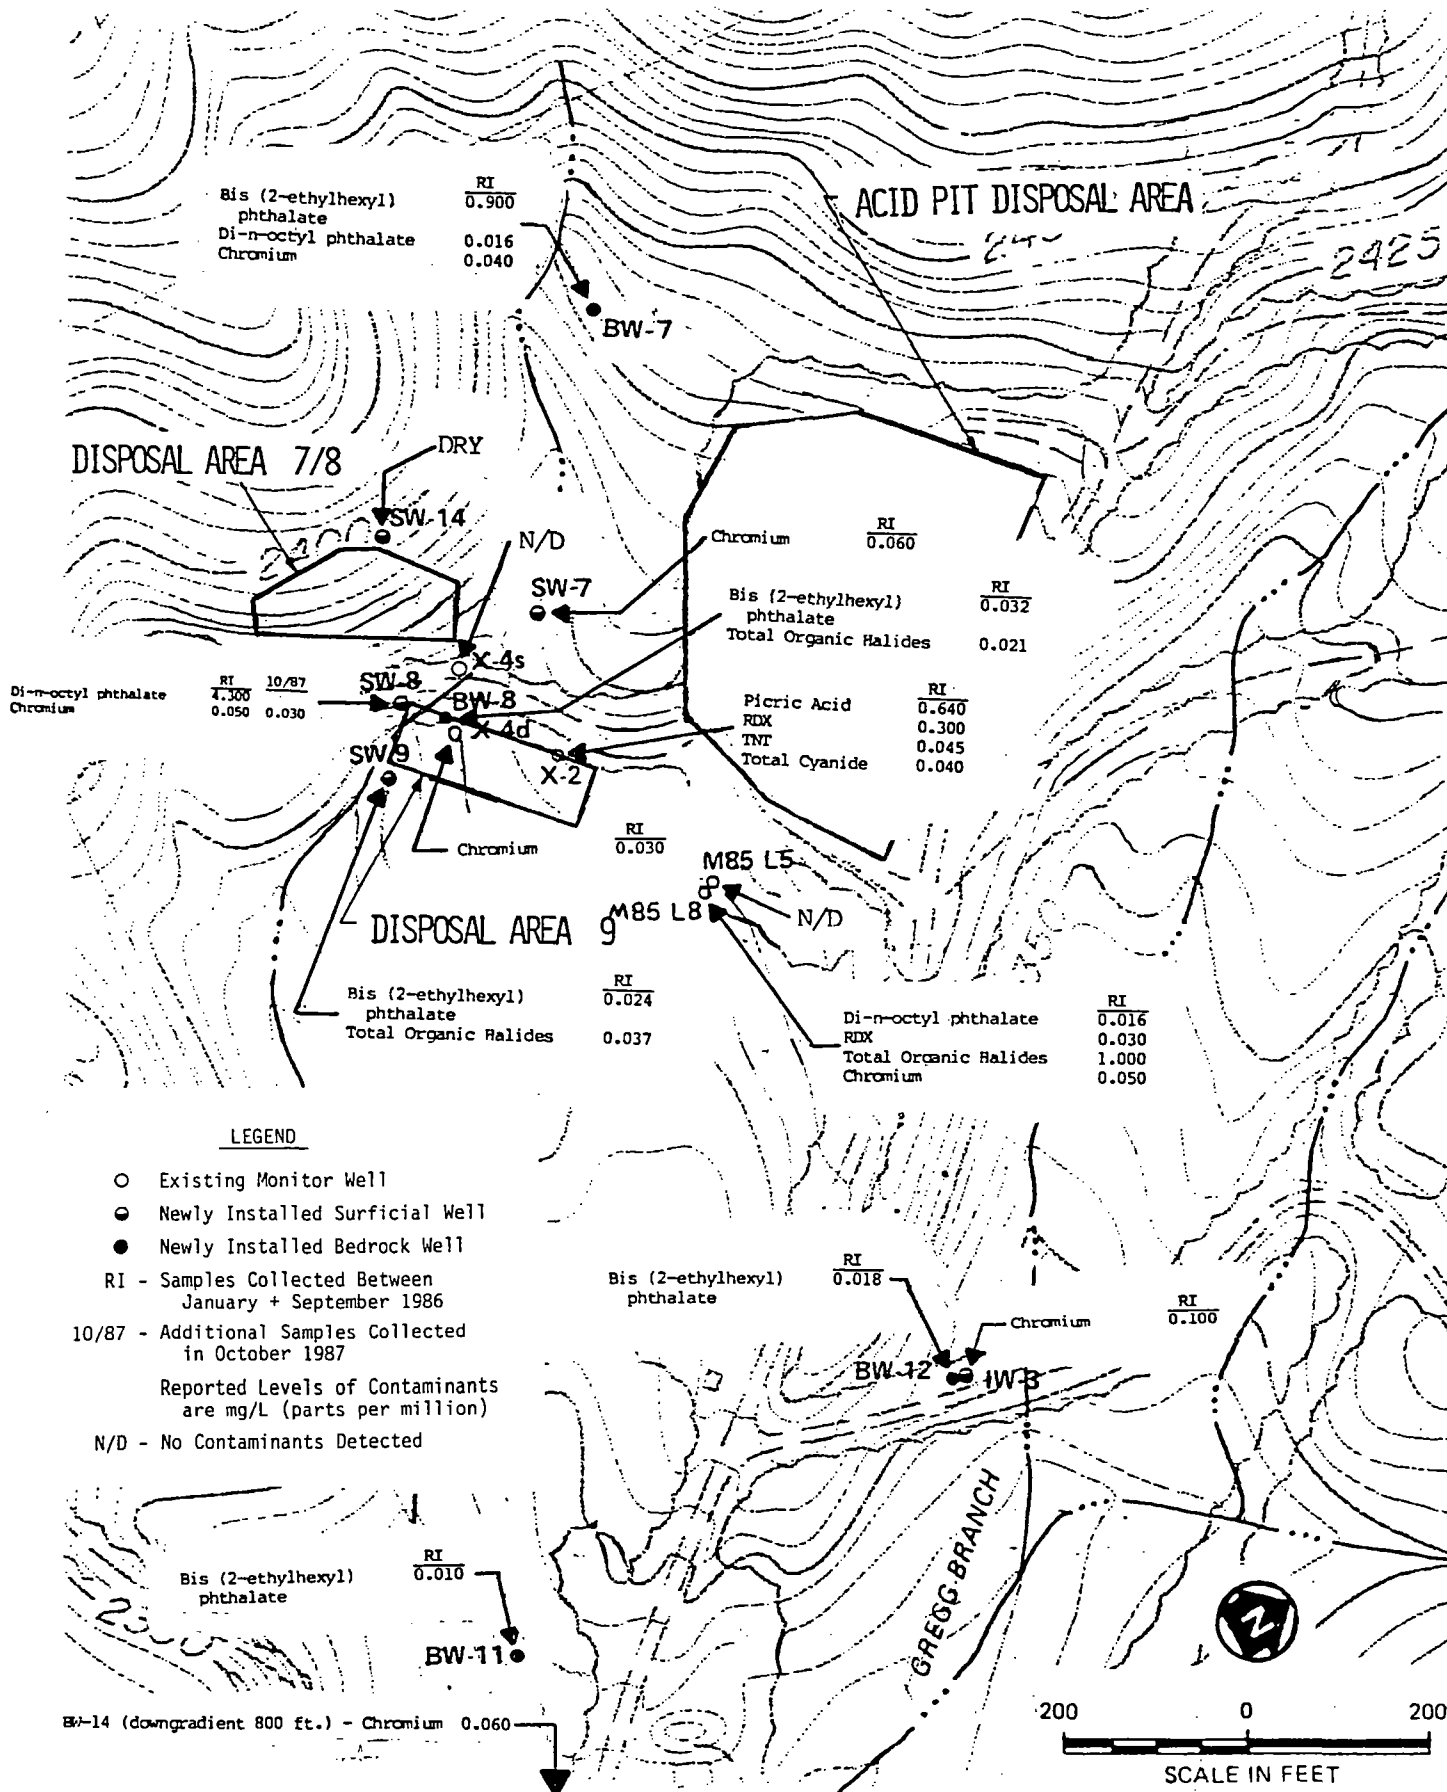 ACID PIT DISPOSAL AREA
2425
RI
Bis (2-ethylhexyl) 0.900
phthalate
Di-n-octyl phthalate 0.016
Chromium 0.040
BW-7
DISPOSAL AREA 7/8
DRY
SW-14
N/D
SW-7
RI
Chromium 0.060
RI
Bis (2-ethylhexyl) 0.032
phthalate
Total Organic Halides 0.021
X-4s
SW-8
BW-8
X-4d
RI 10/87
Di-n-octyl phthalate 4.300
Chromium 0.050 0.030
RI
Picric Acid 0.640
RDX 0.300
TNT 0.045
Total Cyanide 0.040
SW-9
X-2
RI
Chromium 0.030
M85 L5
M85 L8
N/D
DISPOSAL AREA 9
RI
Bis (2-ethylhexyl) 0.024
phthalate
Total Organic Halides 0.037
RI
Di-n-octyl phthalate 0.016
RDX 0.030
Total Organic Halides 1.000
Chromium 0.050
LEGEND
Existing Monitor Well
Newly Installed Surficial Well
Newly Installed Bedrock Well
RI - Samples Collected Between
January + September 1986
10/87 - Additional Samples Collected
in October 1987
Reported Levels of Contaminants
are mg/L (parts per million)
N/D - No Contaminants Detected
RI
Bis (2-ethylhexyl) 0.018
phthalate
RI
Chromium 0.100
BW-12
IW-3
GREGG BRANCH
RI
Bis (2-ethylhexyl) 0.010
phthalate
BW-11
BW-14 (downgradient 800 ft.) - Chromium 0.060
N
200 0 200
SCALE IN FEET